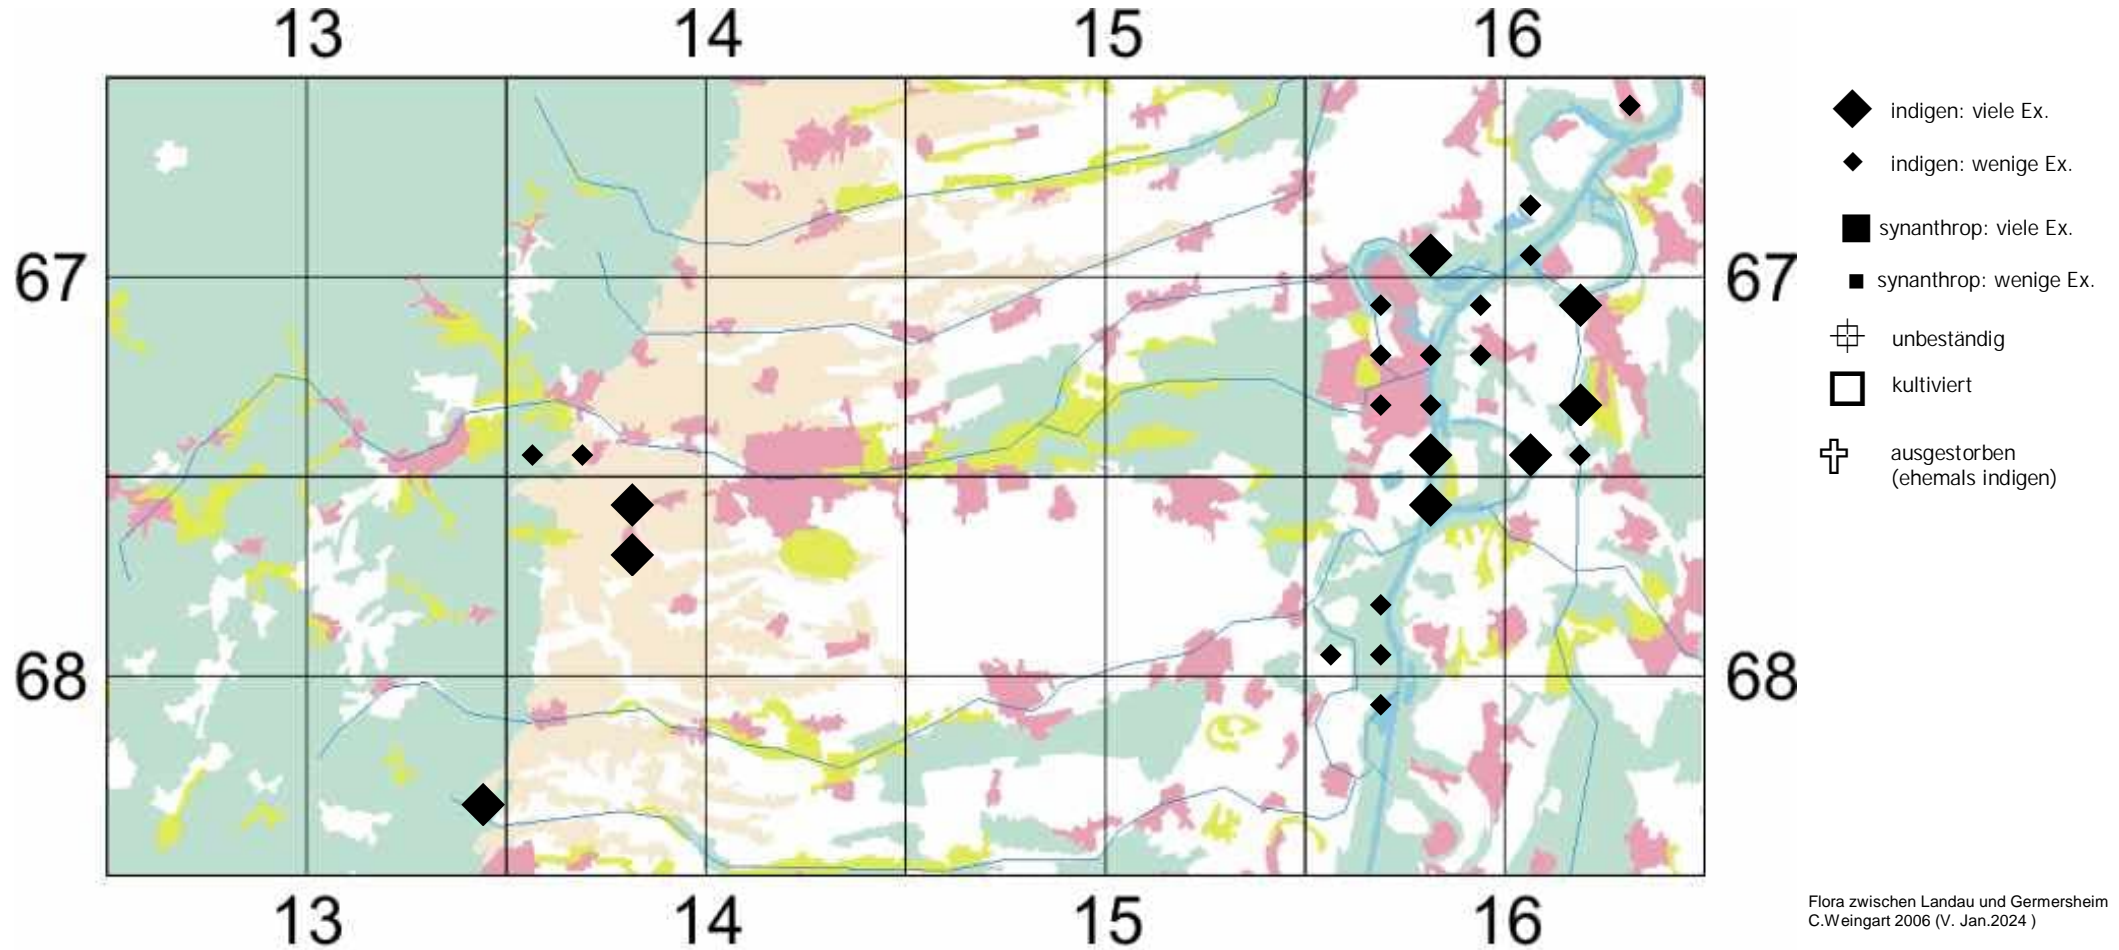 13 14 15 16
67 67
68 68
13 14 15 16
indigen: viele Ex.
indigen: wenige Ex.
synanthrop: viele Ex.
synanthrop: wenige Ex.
unbeständig
kultiviert
ausgestorben
(ehemals indigen)
Flora zwischen Landau und Germersheim
C.Weingart 2006 (V. Jan.2024 )